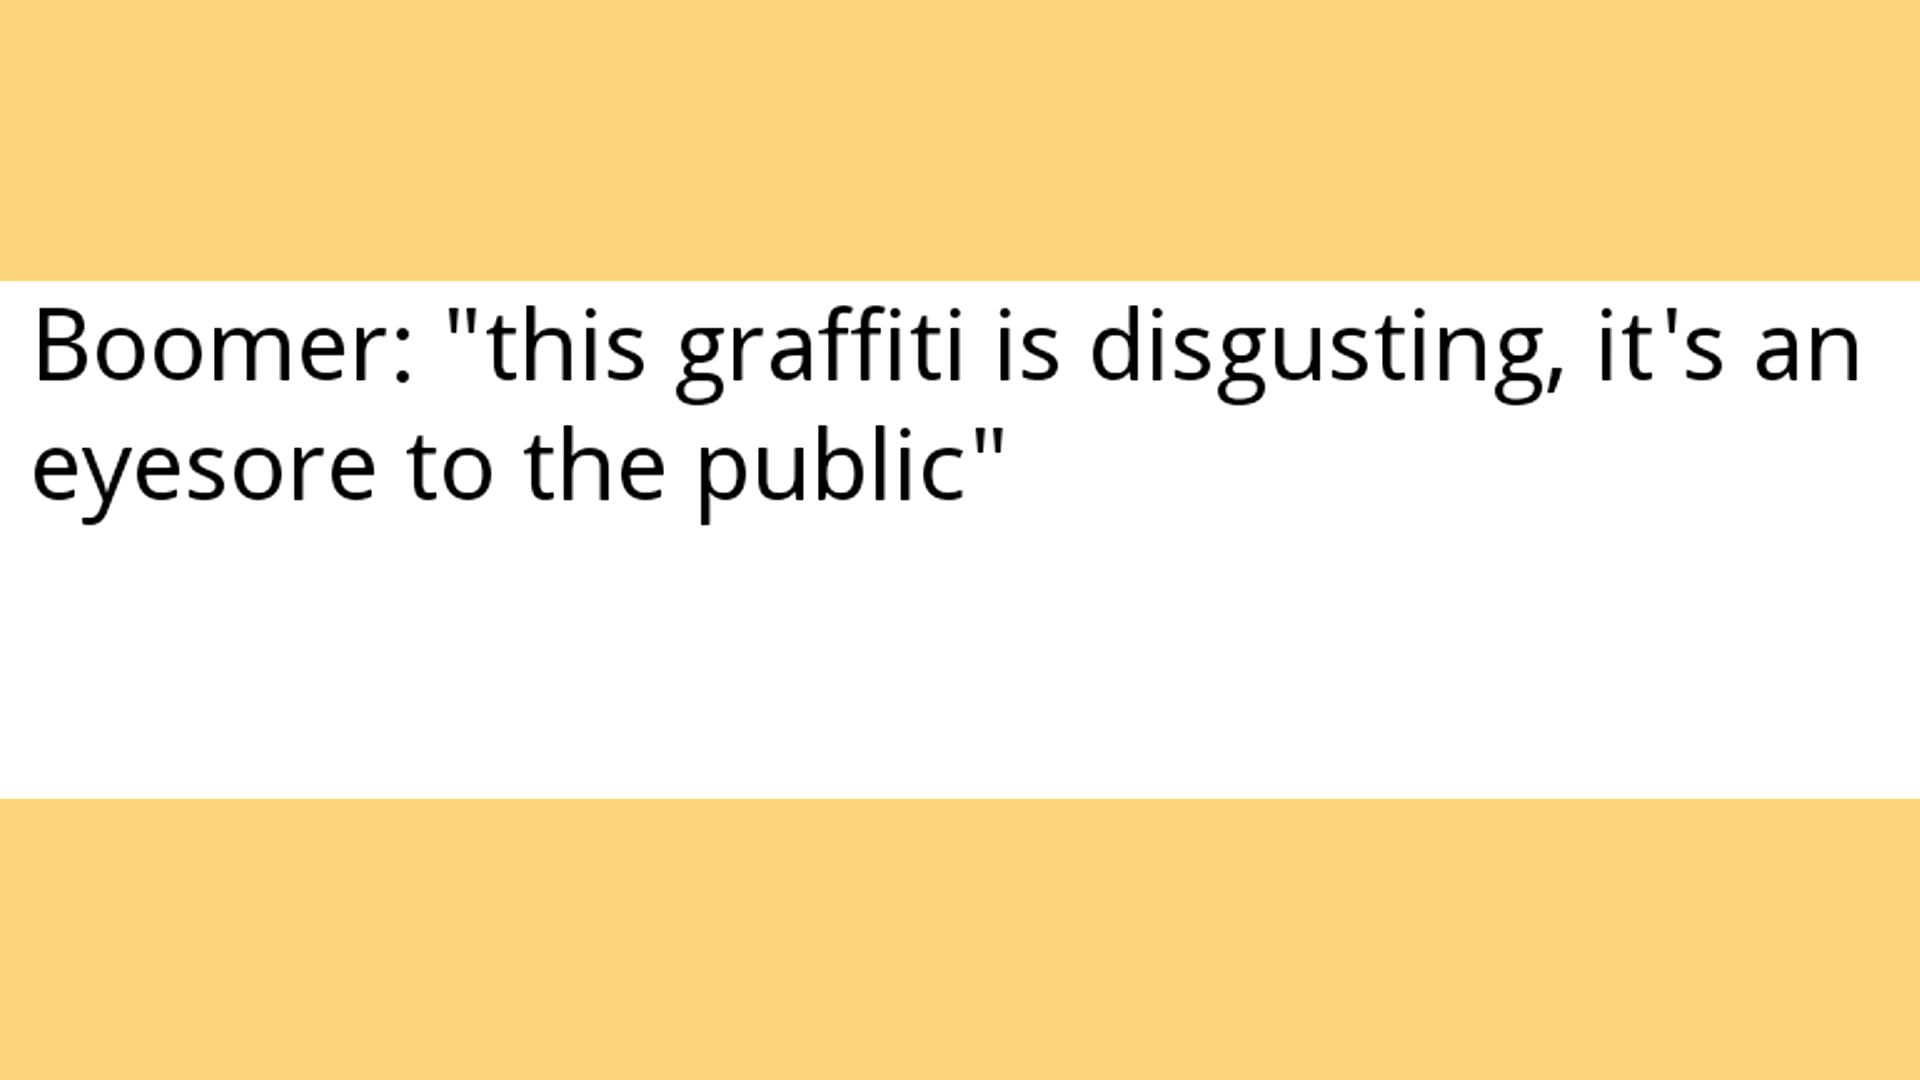 Boomer: "this graffiti is disgusting, it's an
eyesore to the public"